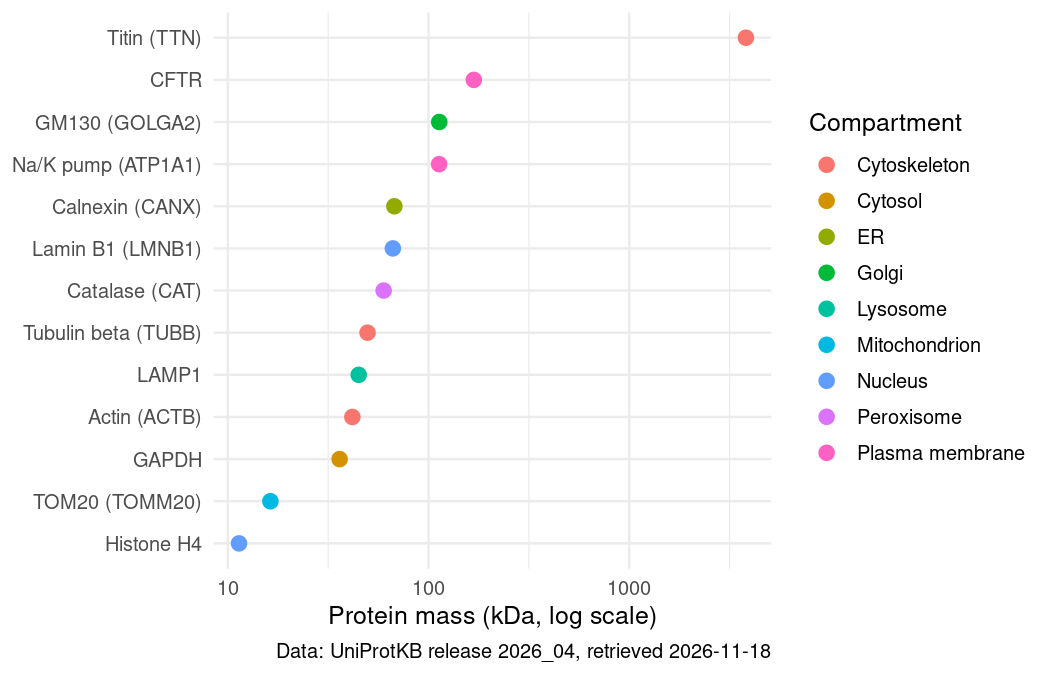 Titin (TTN)
CFTR
GM130 (GOLGA2)
Na/K pump (ATP1A1)
Calnexin (CANX)
Lamin B1 (LMNB1)
Catalase (CAT)
Tubulin beta (TUBB)
LAMP1
Actin (ACTB)
GAPDH
TOM20 (TOMM20)
Histone H4
10 100 1000
Protein mass (kDa, log scale)
Data: UniProtKB release 2026_04, retrieved 2026-11-18
Compartment
Cytoskeleton
Cytosol
ER
Golgi
Lysosome
Mitochondrion
Nucleus
Peroxisome
Plasma membrane